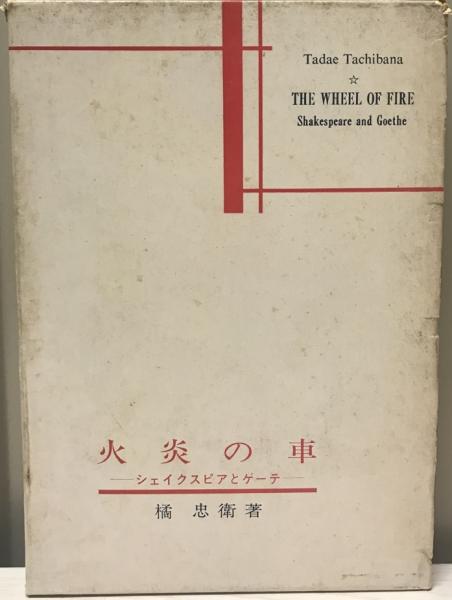 Tadae Tachibana
☆
THE WHEEL OF FIRE
Shakespeare and Goethe
火炎の車
—シェイクスピアとゲーテ—
橘 忠衛著